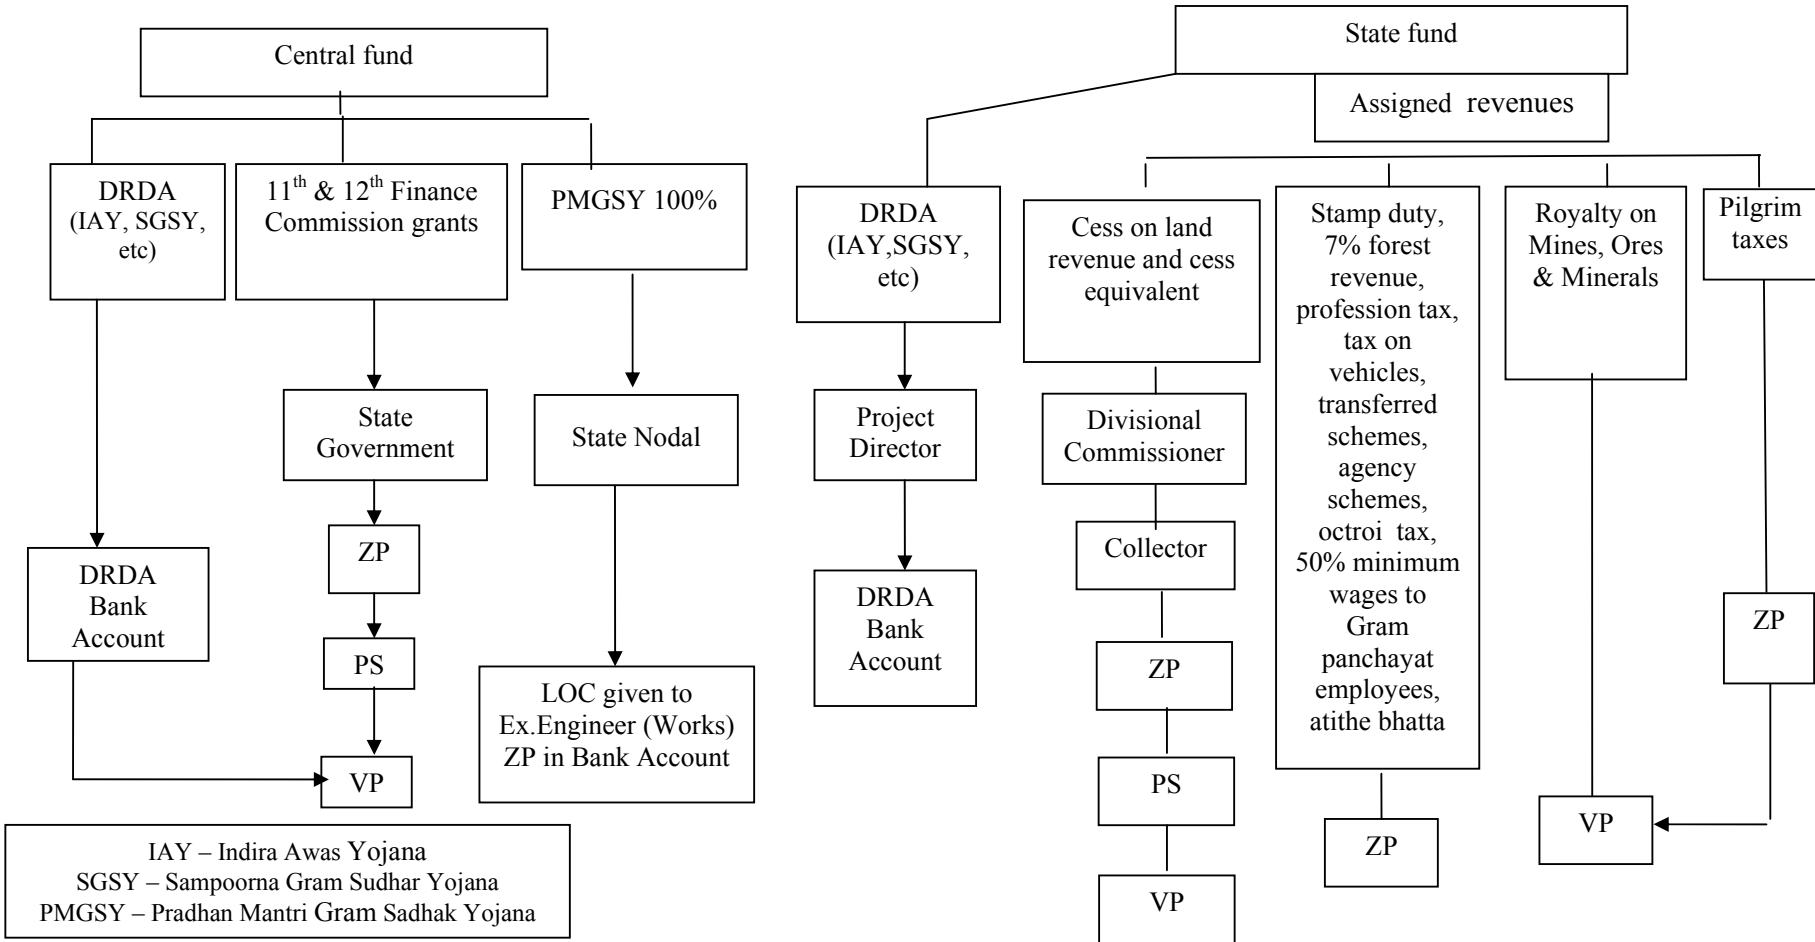 Central fund
DRDA
(IAY, SGSY,
etc)
11th & 12th Finance
Commission grants
PMGSY 100%
State
Government
State Nodal
ZP
DRDA
Bank
Account
PS
LOC given to
Ex.Engineer (Works)
ZP in Bank Account
VP
IAY – Indira Awas Yojana
SGSY – Sampoorna Gram Sudhar Yojana
PMGSY – Pradhan Mantri Gram Sadhak Yojana
State fund
Assigned revenues
DRDA
(IAY,SGSY,
etc)
Project
Director
DRDA
Bank
Account
Cess on land
revenue and cess
equivalent
Divisional
Commissioner
Collector
ZP
PS
VP
Stamp duty,
7% forest
revenue,
profession tax,
tax on
vehicles,
transferred
schemes,
agency
schemes,
octroi tax,
50% minimum
wages to
Gram
panchayat
employees,
atithe bhatta
ZP
Royalty on
Mines, Ores
& Minerals
VP
Pilgrim
taxes
ZP